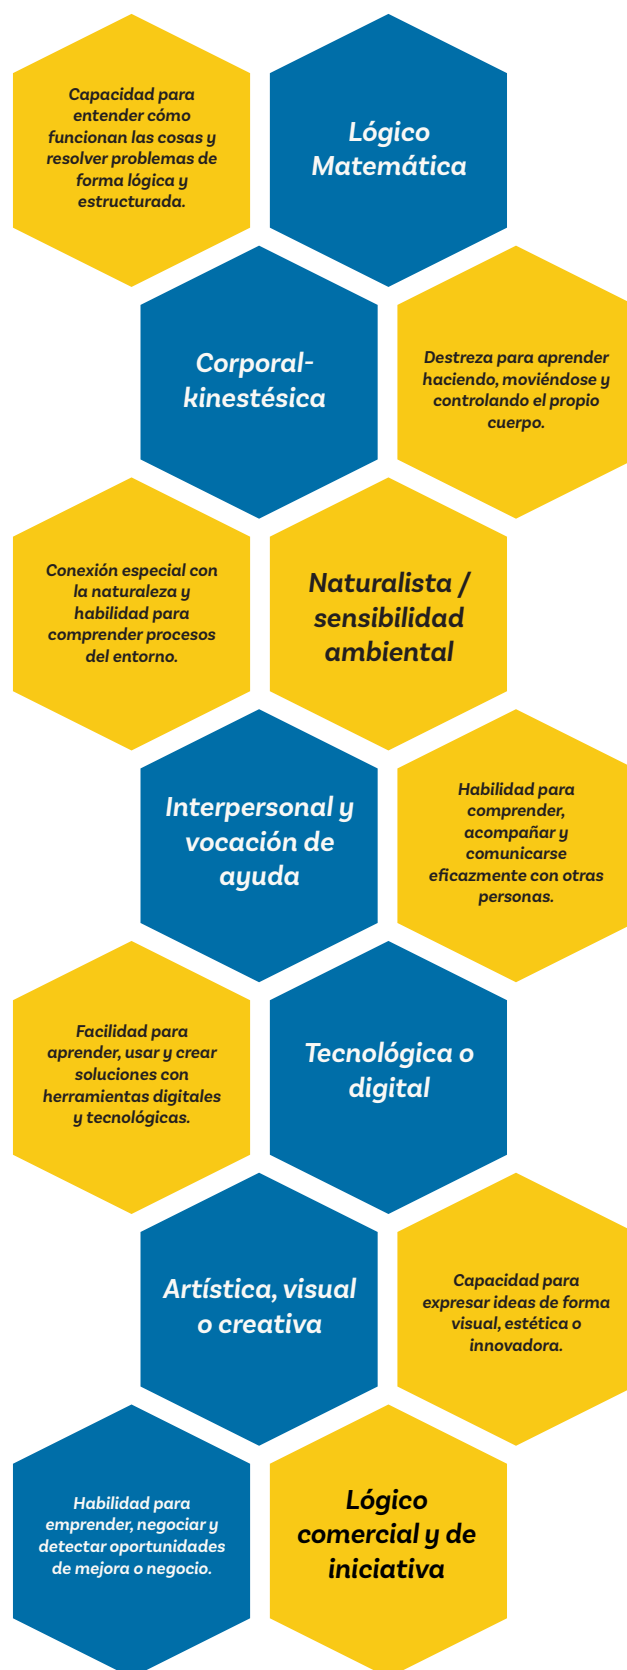 Capacidad para
entender cómo
funcionan las cosas y
resolver problemas de
forma lógica y
estructurada.
Lógico
Matemática
Corporal-
kinestésica
Destreza para aprender
haciendo, moviéndose y
controlando el propio
cuerpo.
Conexión especial con
la naturaleza y
habilidad para
comprender procesos
del entorno.
Naturalista /
sensibilidad
ambiental
Interpersonal y
vocación de
ayuda
Habilidad para
comprender,
acompañar y
comunicarse
eficazmente con otras
personas.
Facilidad para
aprender, usar y crear
soluciones con
herramientas digitales
y tecnológicas.
Tecnológica o
digital
Artística, visual
o creativa
Capacidad para
expresar ideas de forma
visual, estética o
innovadora.
Habilidad para
emprender, negociar y
detectar oportunidades
de mejora o negocio.
Lógico
comercial y de
iniciativa